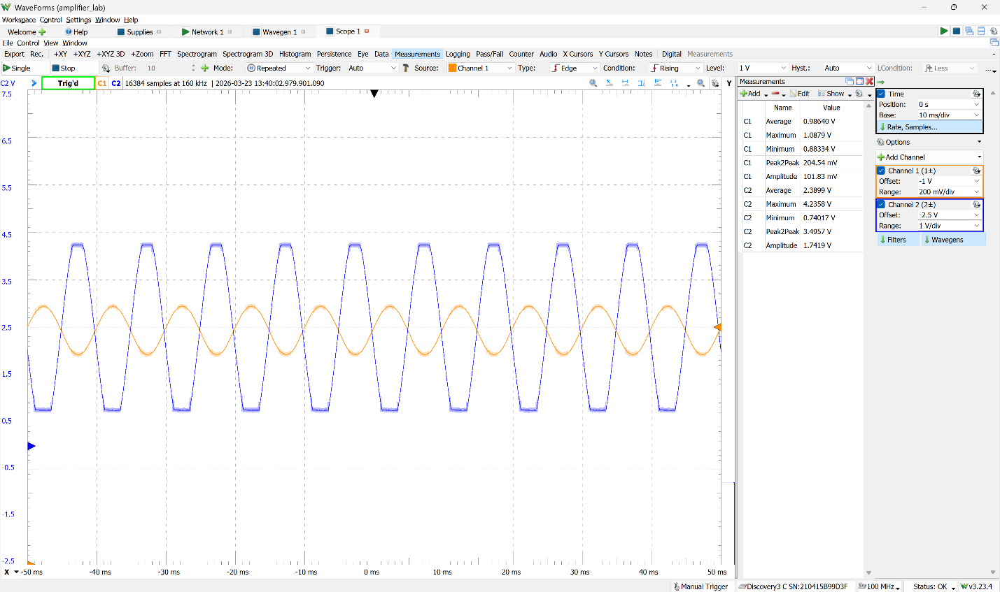 WaveForms (amplifier_lab)
Workspace Control Settings Window Help
Welcome Help Supplies Network 1 Wavegen 1 Scope 1
File Control View Window
Export Rec. +XY +XYZ +XYZ 3D +Zoom FFT Spectrogram Spectrogram 3D Histogram Persistence Eye Data Measurements Logging Pass/Fail Counter Audio X Cursors Y Cursors Notes Digital Measurements
Single Stop Buffer: 10 Mode: Repeated Trigger: Auto Source: Channel 1 Type: Edge Condition: Rising Level: 1 V Hyst.: Auto LCondition: Less ...
C2 V Trig'd C1 C2 16384 samples at 160 kHz | 2026-03-23 13:40:02.979.901.090 Y
7.5
6.5
5.5
4.5
3.5
2.5
1.5
0.5
-0.5
-1.5
-2.5
X -50 ms -40 ms -30 ms -20 ms -10 ms 0 ms 10 ms 20 ms 30 ms 40 ms 50 ms
Measurements
Add Edit Show
Name Value
C1 Average 0.98640 V
C1 Maximum 1.0879 V
C1 Minimum 0.88334 V
C1 Peak2Peak 204.54 mV
C1 Amplitude 101.83 mV
C2 Average 2.3899 V
C2 Maximum 4.2358 V
C2 Minimum 0.74017 V
C2 Peak2Peak 3.4957 V
C2 Amplitude 1.7419 V
Time
Position: 0 s
Base: 10 ms/div
Rate, Samples...
Options
Add Channel
Channel 1 (1±)
Offset: -1 V
Range: 200 mV/div
Channel 2 (2±)
Offset: -2.5 V
Range: 1 V/div
Filters Wavegens
Manual Trigger Discovery3 C SN:210415B99D3F 100 MHz Status: OK v3.23.4